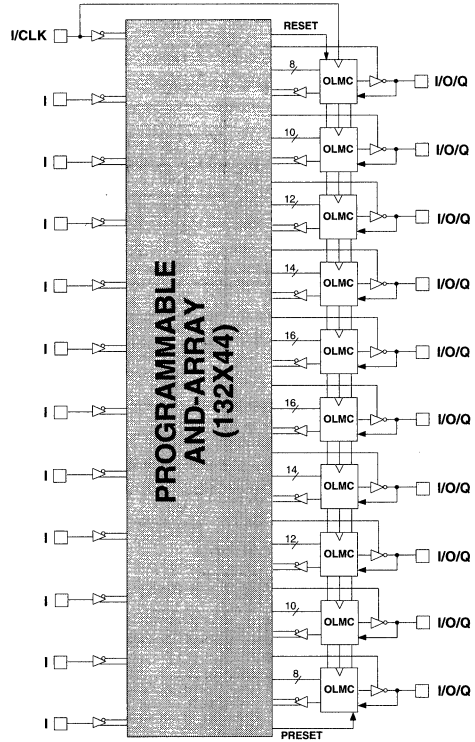 I/CLK
RESET
8
OLMC
I/O/Q
I
10
OLMC
I/O/Q
I
12
OLMC
I/O/Q
I
14
OLMC
I/O/Q
I
16
OLMC
I/O/Q
I
16
OLMC
I/O/Q
I
14
OLMC
I/O/Q
I
12
OLMC
I/O/Q
I
10
OLMC
I/O/Q
I
8
OLMC
I/O/Q
I
PRESET
I
PROGRAMMABLE
AND-ARRAY
(132X44)